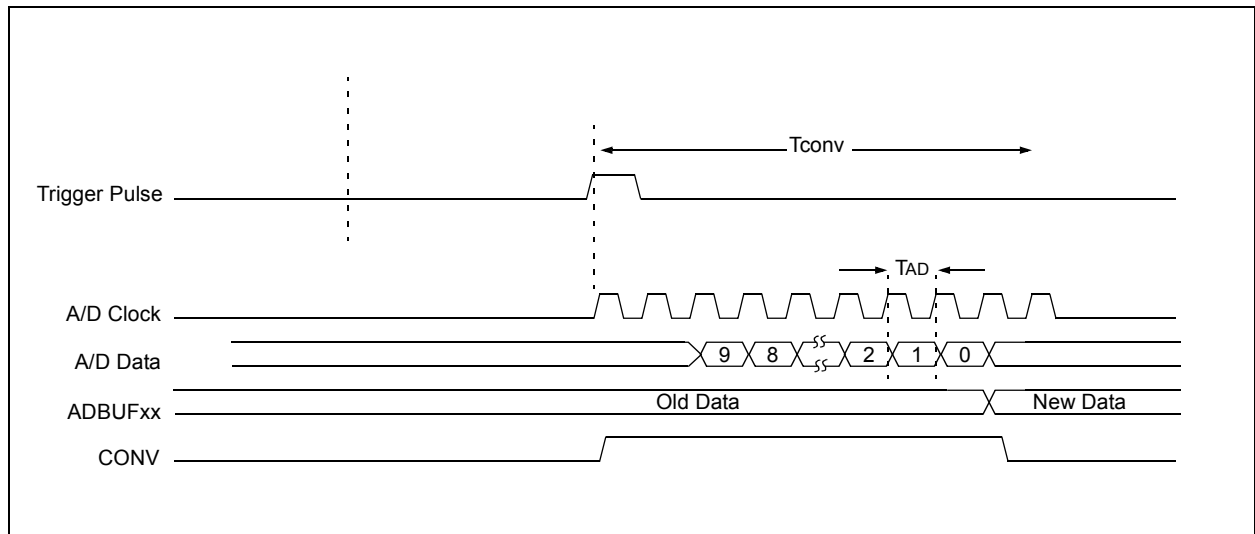 Tconv
Trigger Pulse
TAD
A/D Clock
A/D Data 9 8 2 1 0
ADBUFxx Old Data New Data
CONV